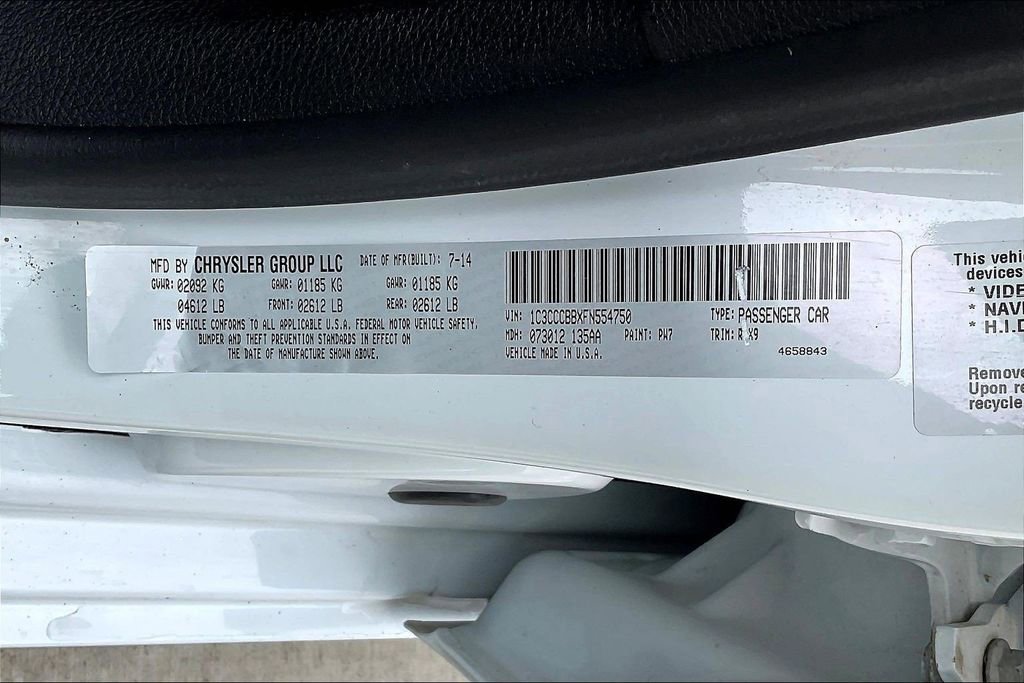 MFD BY CHRYSLER GROUP LLC DATE OF MFR(BUILT): 7-14
GVWR: 02092 KG GAWR: 01185 KG GAWR: 01185 KG
04612 LB FRONT: 02612 LB REAR: 02612 LB
THIS VEHICLE CONFORMS TO ALL APPLICABLE U.S.A. FEDERAL MOTOR VEHICLE SAFETY,
BUMPER AND THEFT PREVENTION STANDARDS IN EFFECT ON
THE DATE OF MANUFACTURE SHOWN ABOVE.
VIN: 1C3CCCBBXFN554750 TYPE: PASSENGER CAR
MDH: 073012 135AA PAINT: PW7 TRIM: R X9
VEHICLE MADE IN U.S.A. 4658843
This vehi
devices
* VIDE
* NAV
* H.I.D
Remove
Upon re
recycle